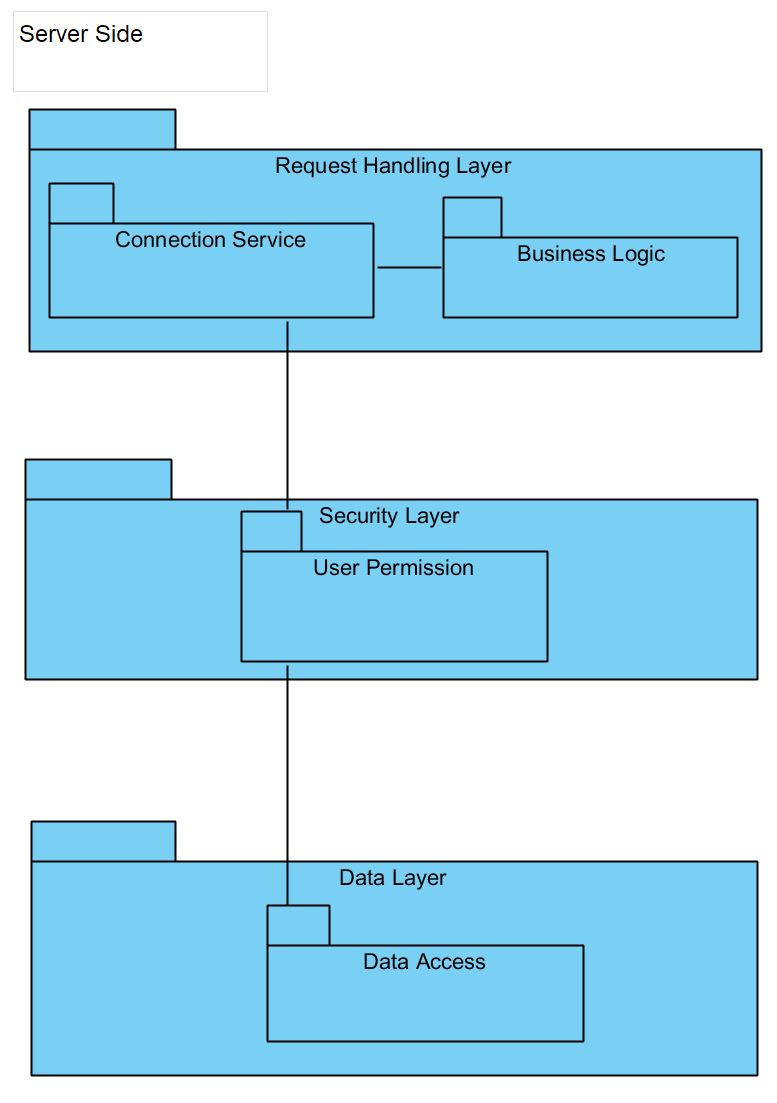 Server Side
Request Handling Layer
Connection Service
Business Logic
Security Layer
User Permission
Data Layer
Data Access